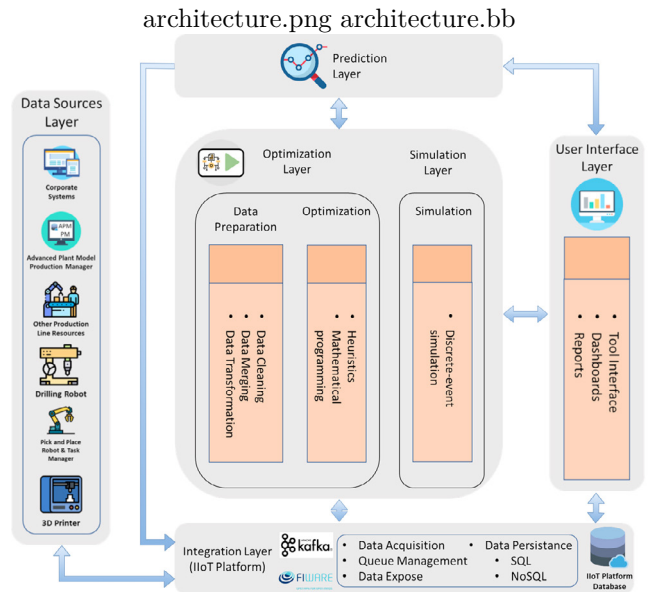 architecture.png architecture.bb
Prediction
Layer
Data Sources
Layer
Corporate
Systems
APM
PM
Advanced Plant Model
Production Manager
Other Production
Line Resources
Drilling Robot
Pick and Place
Robot & Task
Manager
3D Printer
Optimization
Layer
Simulation
Layer
Data
Preparation
Optimization
Simulation
• Data Cleaning
• Data Merging
• Data Transformation
• Heuristics
• Mathematical
programming
• Discrete-event
simulation
User Interface
Layer
• Tool Interface
• Dashboards
• Reports
Integration Layer
(IIoT Platform)
kafka
FIWARE
• Data Acquisition
• Queue Management
• Data Expose
• Data Persistance
• SQL
• NoSQL
IIoT Platform
Database